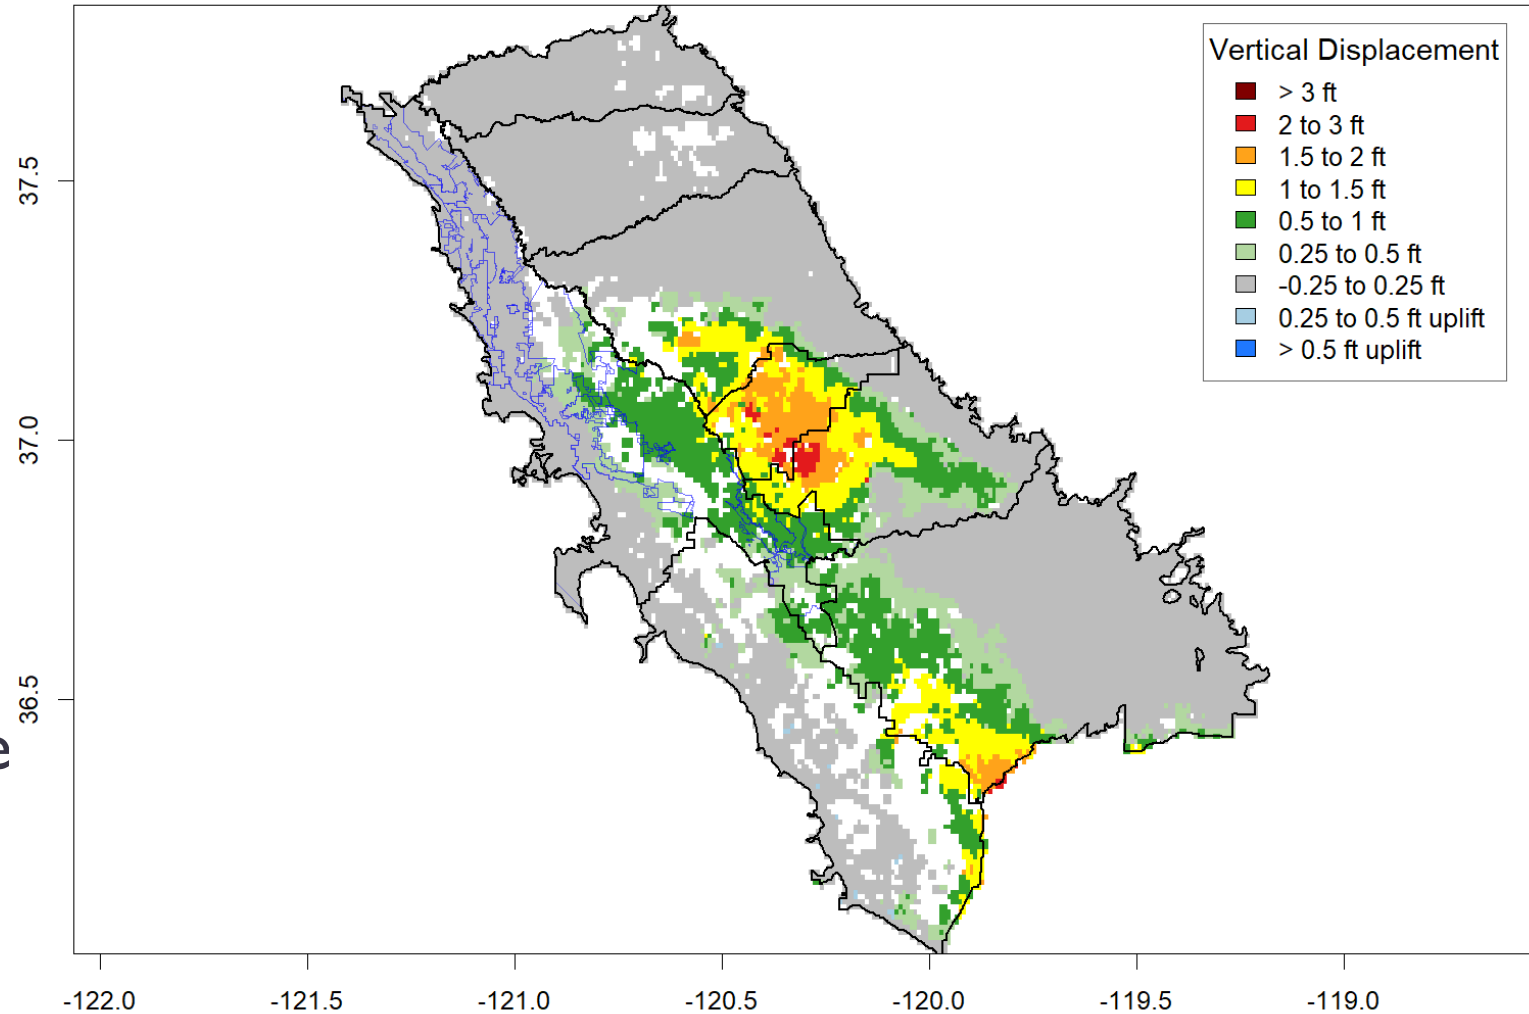 Vertical Displacement
> 3 ft
2 to 3 ft
1.5 to 2 ft
1 to 1.5 ft
0.5 to 1 ft
0.25 to 0.5 ft
-0.25 to 0.25 ft
0.25 to 0.5 ft uplift
> 0.5 ft uplift
37.5
37.0
36.5
-122.0
-121.5
-121.0
-120.5
-120.0
-119.5
-119.0